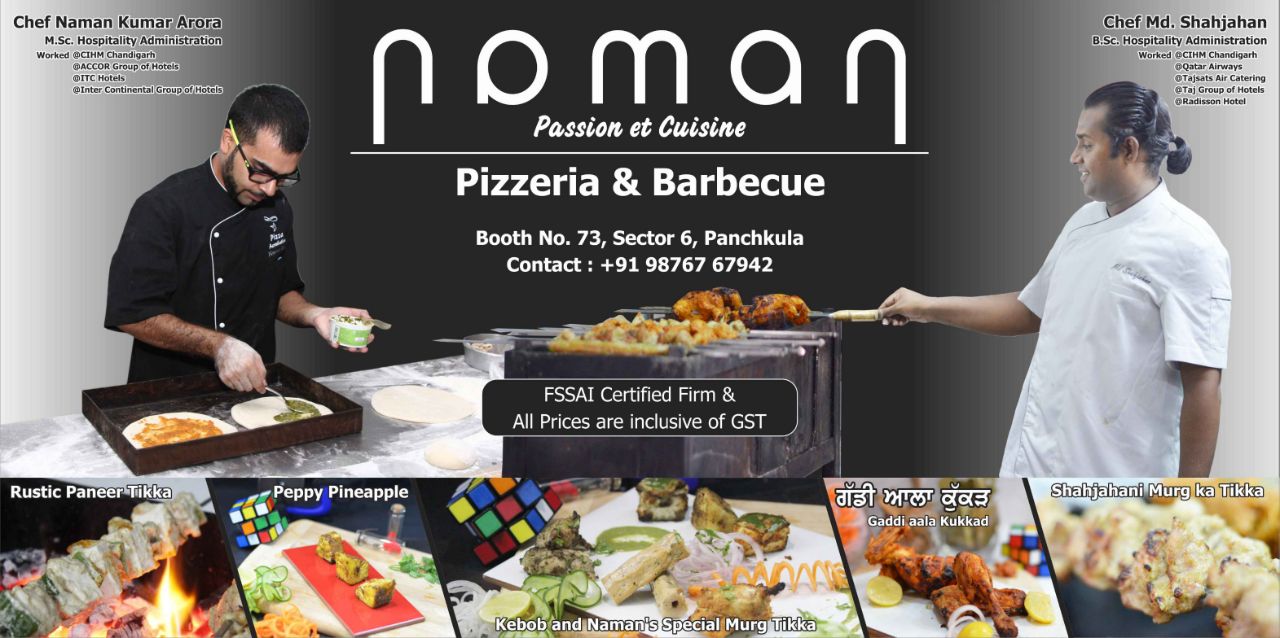 Chef Naman Kumar Arora
M.Sc. Hospitality Administration
Worked @CIHM Chandigarh
@ACCOR Group of Hotels
@ITC Hotels
@Inter Continental Group of Hotels
naman
Passion et Cuisine
Pizzeria & Barbecue
Booth No. 73, Sector 6, Panchkula
Contact : +91 98767 67942
Chef Md. Shahjahan
B.Sc. Hospitality Administration
Worked @CIHM Chandigarh
@Qatar Airways
@Tajsats Air Catering
@Taj Group of Hotels
@Radisson Hotel
Pizza
Md Shahjahan
FSSAI Certified Firm &
All Prices are inclusive of GST
Rustic Paneer Tikka
Peppy Pineapple
Kebob and Naman's Special Murg Tikka
ਗੱਡੀ ਆਲਾ ਕੁੱਕੜ
Gaddi aala Kukkad
Shahjahani Murg ka Tikka